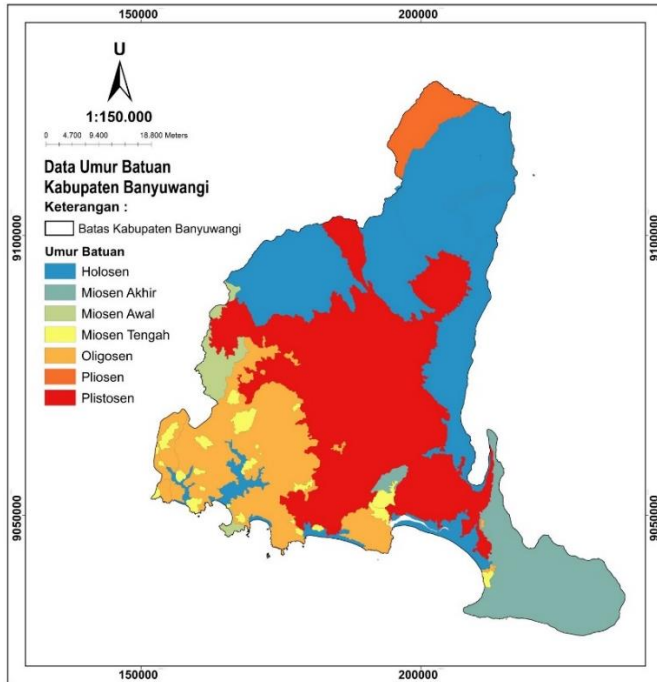 150000 200000
U
1:150.000
0 4.700 9.400 18.800 Meters
Data Umur Batuan
Kabupaten Banyuwangi
Keterangan :
Batas Kabupaten Banyuwangi
Umur Batuan
Holosen
Miosen Akhir
Miosen Awal
Miosen Tengah
Oligosen
Pliosen
Plistosen
9100000 9100000
9050000 9050000
150000 200000